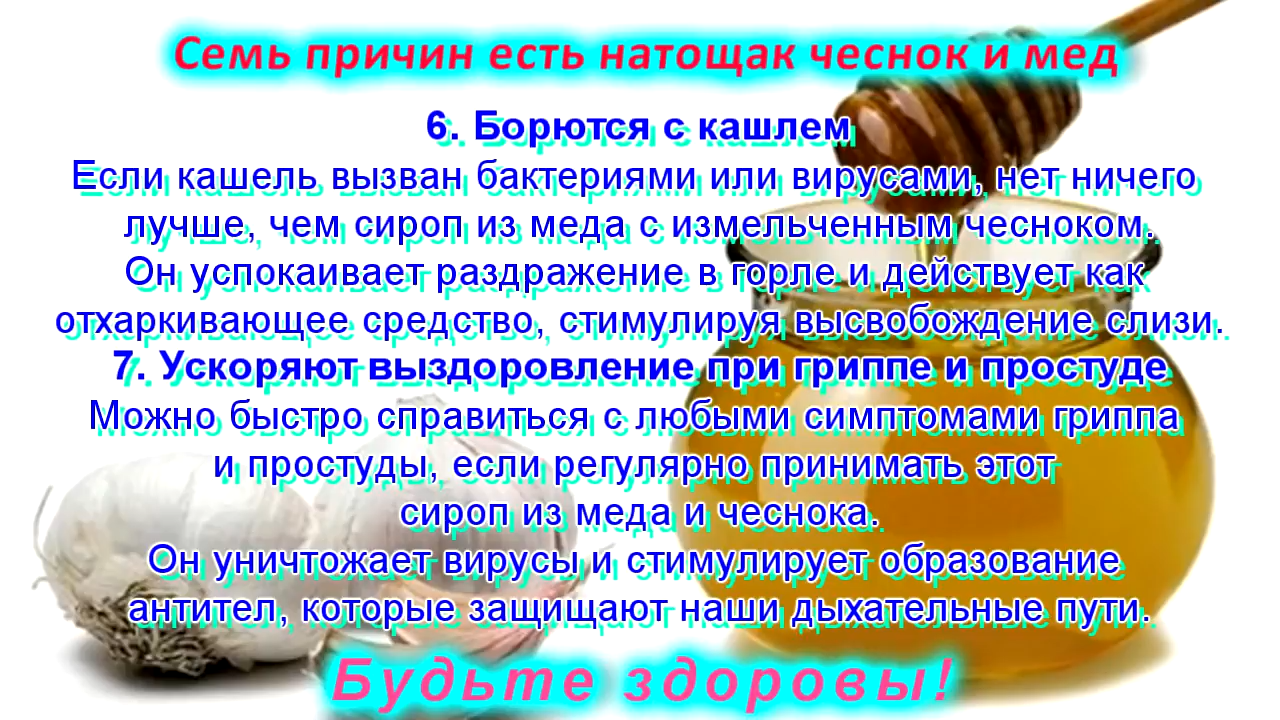 Семь причин есть натощак чеснок и мед
6. Борются с кашлем
Если кашель вызван бактериями или вирусами, нет ничего
лучше, чем сироп из меда с измельченным чесноком.
Он успокаивает раздражение в горле и действует как
отхаркивающее средство, стимулируя высвобождение слизи.
7. Ускоряют выздоровление при гриппе и простуде
Можно быстро справиться с любыми симптомами гриппа
и простуды, если регулярно принимать этот
сироп из меда и чеснока.
Он уничтожает вирусы и стимулирует образование
антител, которые защищают наши дыхательные пути.
Будьте здоровы!